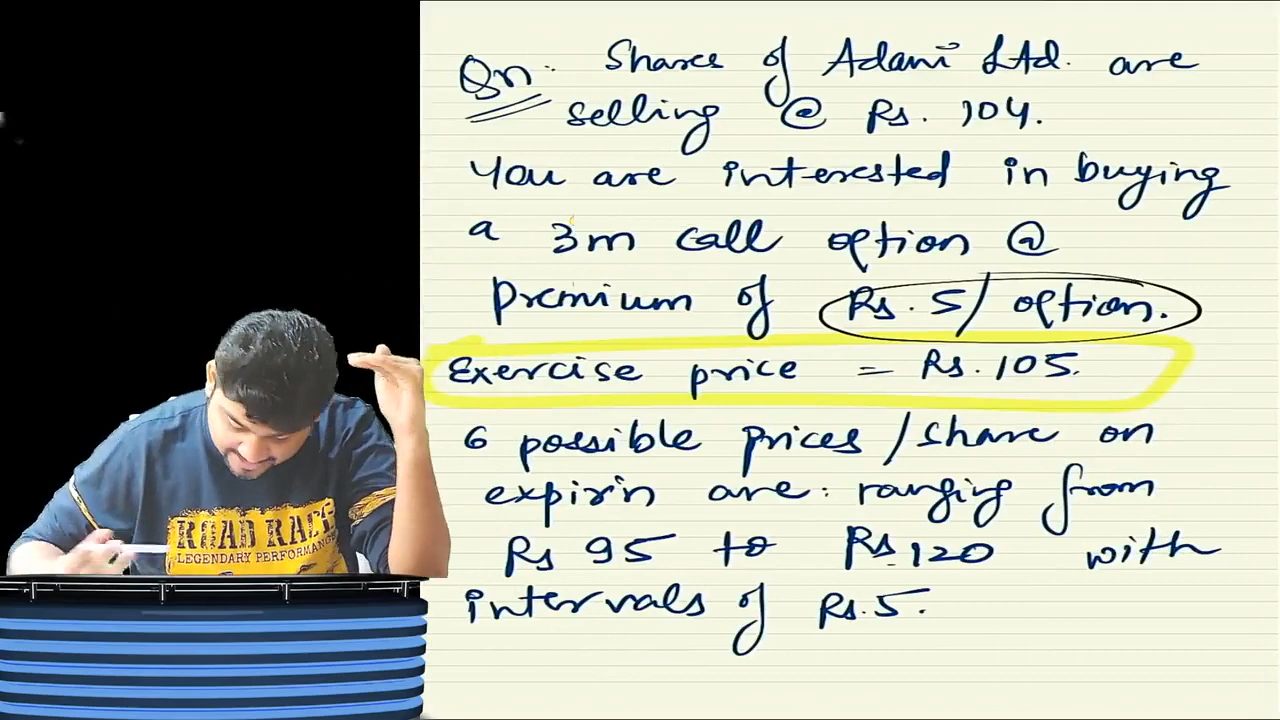 Qn: Shares of Adani Ltd. are
selling @ Rs. 104.
You are interested in buying
a 3m call option @
premium of Rs. 5/option.
Exercise price = Rs. 105.
6 possible prices/share on
are: ranging from
Rs 95 to Rs. 120 with
intervals of Rs. 5.
ROAD RACE
LEGENDARY PERFORMANCE